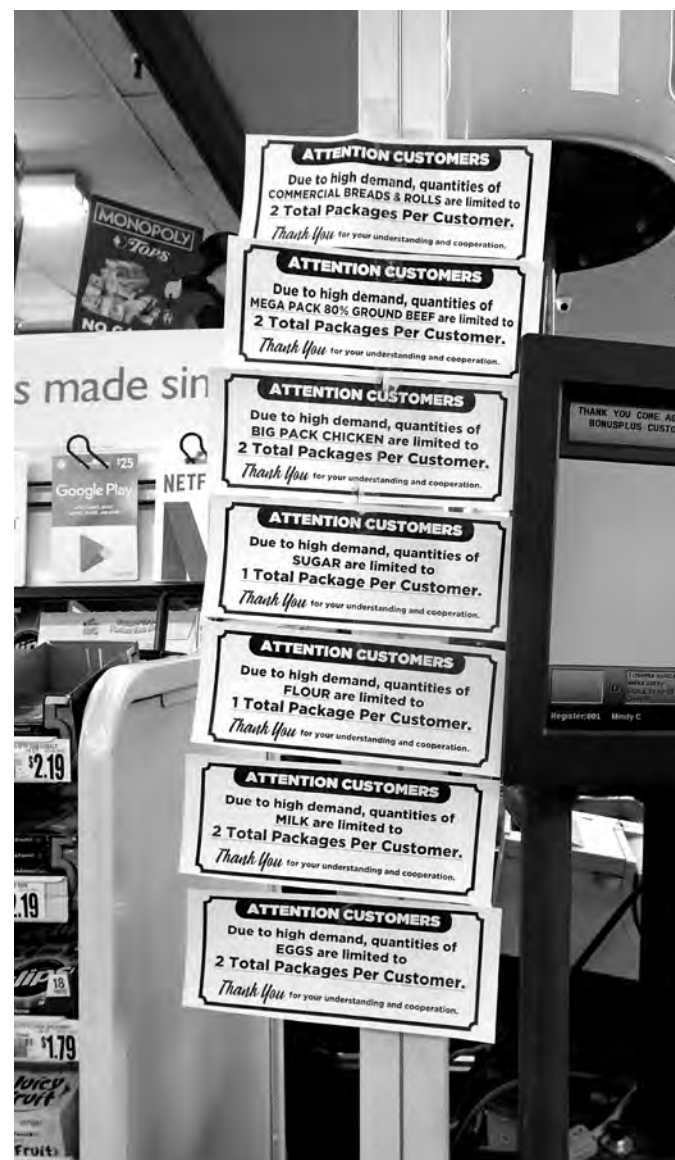 ATTENTION CUSTOMERS
Due to high demand, quantities of
COMMERCIAL BREADS & ROLLS are limited to
2 Total Packages Per Customer.
Thank You for your understanding and cooperation.
ATTENTION CUSTOMERS
Due to high demand, quantities of
MEGA PACK 80% GROUND BEEF are limited to
2 Total Packages Per Customer.
Thank You for your understanding and cooperation.
ATTENTION CUSTOMERS
Due to high demand, quantities of
BIG PACK CHICKEN are limited to
2 Total Packages Per Customer.
Thank You for your understanding and cooperation.
ATTENTION CUSTOMERS
Due to high demand, quantities of
SUGAR are limited to
1 Total Package Per Customer.
Thank You for your understanding and cooperation.
ATTENTION CUSTOMERS
Due to high demand, quantities of
FLOUR are limited to
1 Total Package Per Customer.
Thank You for your understanding and cooperation.
ATTENTION CUSTOMERS
Due to high demand, quantities of
MILK are limited to
2 Total Packages Per Customer.
Thank You for your understanding and cooperation.
ATTENTION CUSTOMERS
Due to high demand, quantities of
EGGS are limited to
2 Total Packages Per Customer.
Thank You for your understanding and cooperation.
MONOPOLY
Tops
s made sin
$25
Google Play
NETF
THANK YOU COME AG
BONUSPLUS CUSTO
Register:001 Mindy C
$2.19
.19
18
$1.79
Juicy
Fruit
Fruit